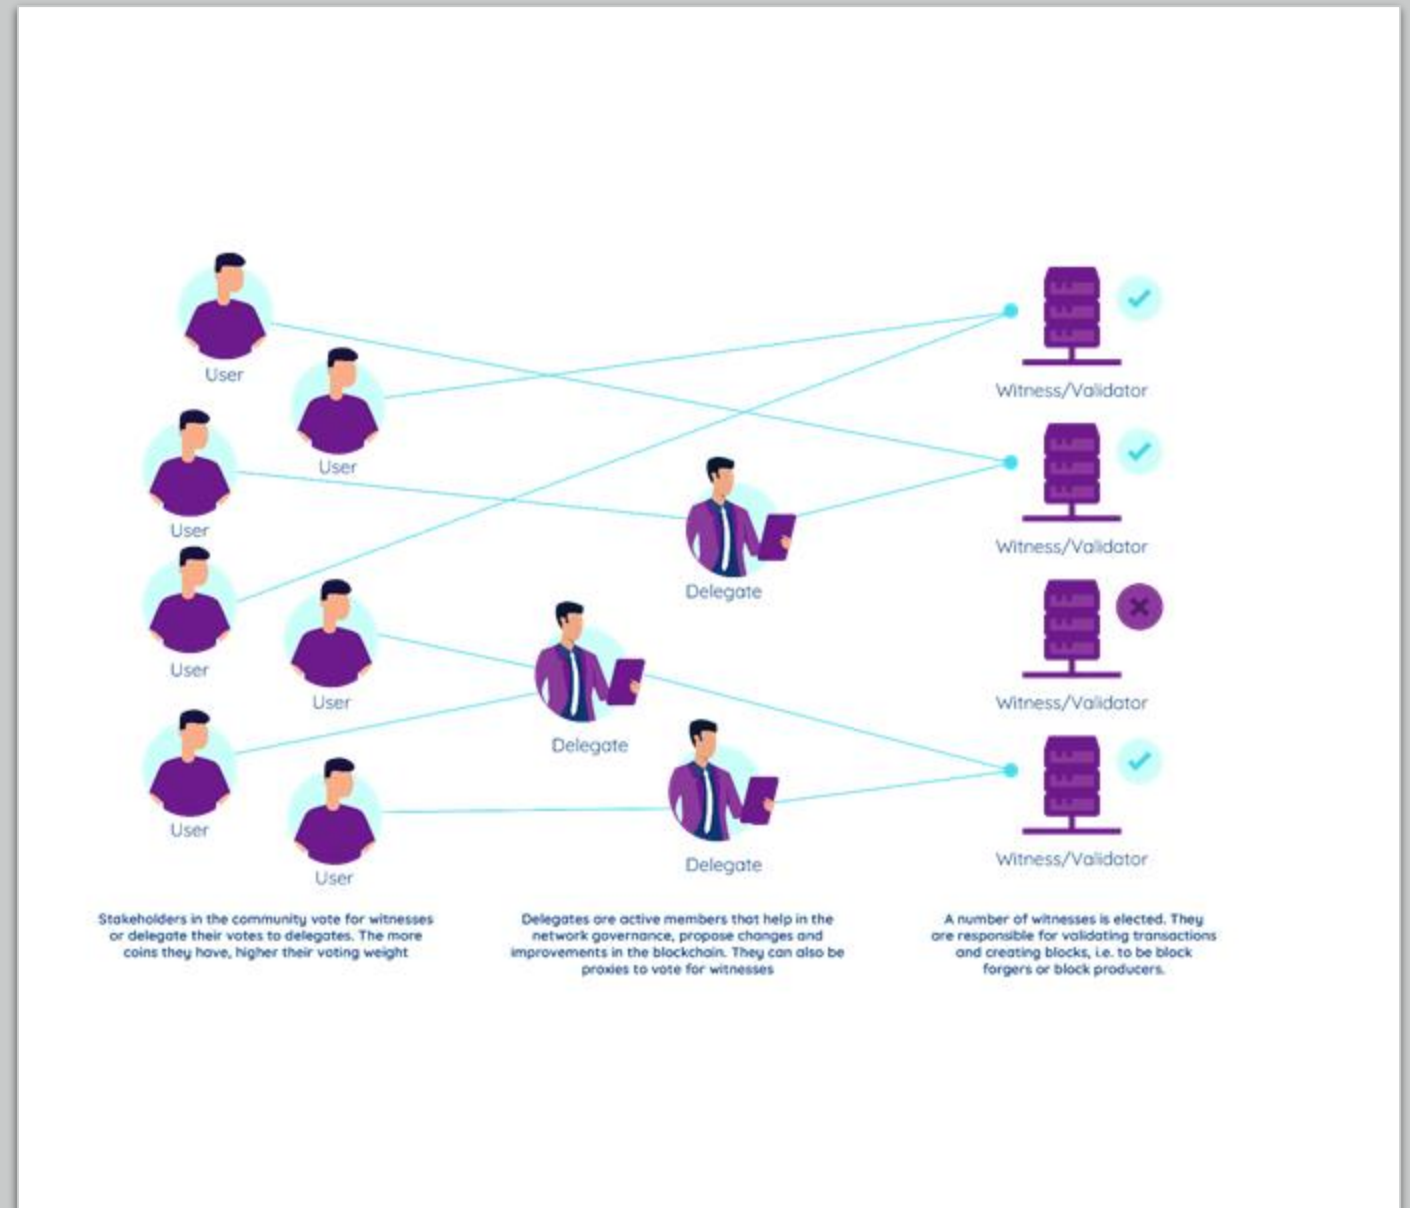 User
Witness/Validator
User
User
Witness/Validator
Delegate
User
User
Witness/Validator
Delegate
User
Witness/Validator
Delegate
User
Stakeholders in the community vote for witnesses
or delegate their votes to delegates. The more
coins they have, higher their voting weight
Delegates are active members that help in the
network governance, propose changes and
improvements in the blockchain. They can also be
proxies to vote for witnesses
A number of witnesses is elected. They
are responsible for validating transactions
and creating blocks, i.e. to be block
forgers or block producers.